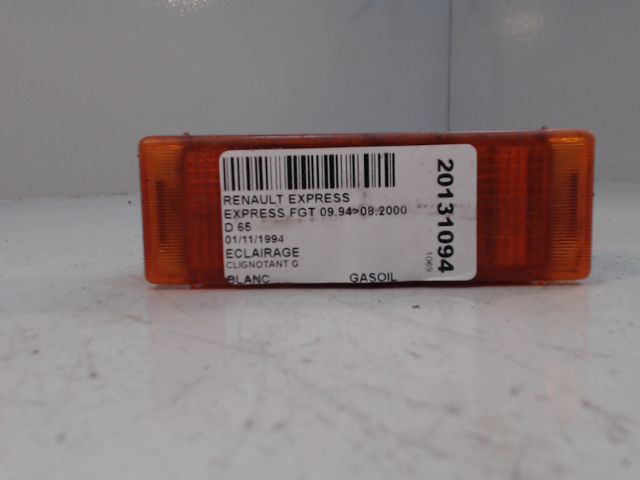 RENAULT EXPRESS
EXPRESS FGT 09.94>08.2000
D 65
01/11/1994
ECLAIRAGE
CLIGNOTANT G
BLANC GASOIL
20131094
1069